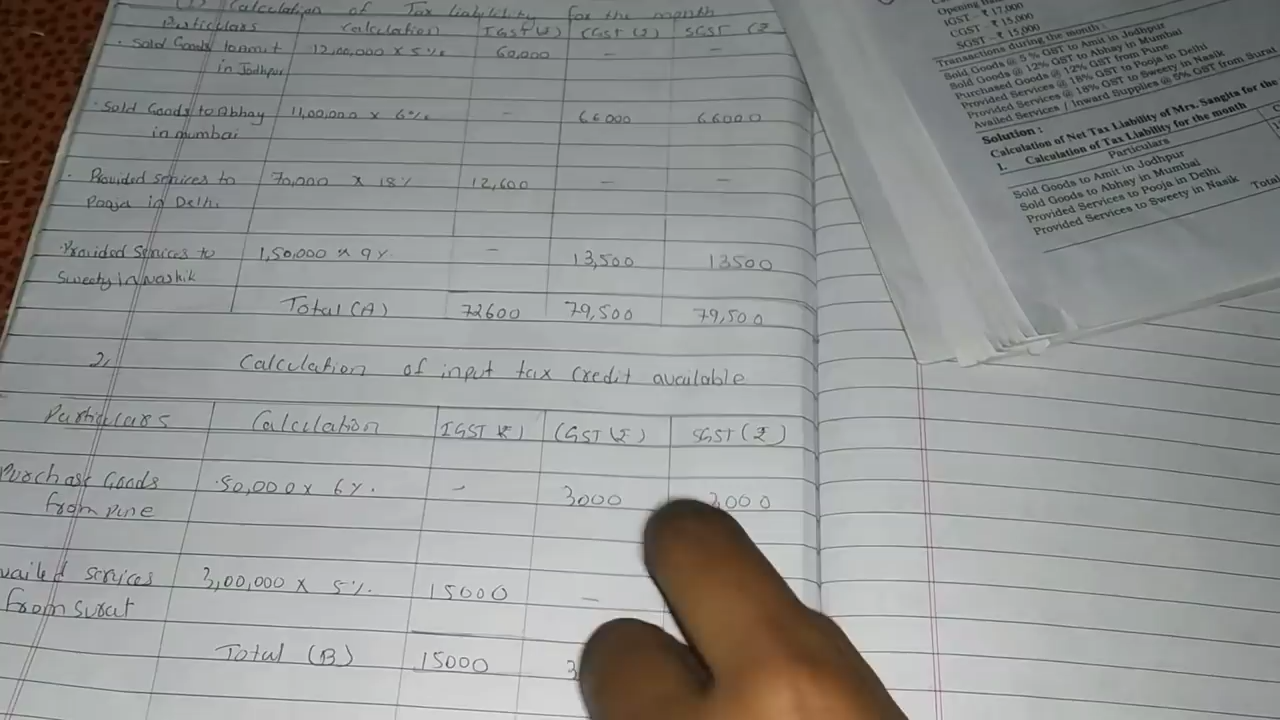 Calculation of Tax liability for the month
Particulars Calculation IGST(₹) CGST(₹) SGST(₹
· Sold Goods to Amit 12,00,000 x 5% 60,000 - -
in Jodhpur
· Sold Goods to Abhay 11,00,000 x 6% - 66000 66000
in mumbai
· Provided services to 70,000 x 18% 12,600 - -
Pooja in Delhi.
· Provided services to 1,50,000 x 9% - 13,500 13500
Sweety in nashik
Total (A) 72600 79,500 79,500
2, Calculation of input tax credit available
Particulars Calculation IGST(₹) CGST(₹) SGST(₹)
Purchase Goods 50,000 x 6%. - 3000 3000
from Pune
vailed services 3,00,000 x 5%. 15000 -
from surat
Total (B) 15000 3
IGST - ₹ 17,000
CGST - ₹ 15,000
SGST - ₹ 15,000
Transactions during the month :
Sold Goods @ 5 % GST to Amit in Jodhpur
Sold Goods @ 12% GST to Abhay in Mumbai
Purchased Goods @ 12% GST from Pune
Provided Services @ 18% GST to Pooja in Delhi
Provided Services @ 18% GST to Sweety in Nasik
Availed Services / Inward Supplies @ 5% GST from Surat
Solution :
Calculation of Net Tax Liability of Mrs. Sangita for the
1. Calculation of Tax Liability for the month
Particulars
Sold Goods to Amit in Jodhpur
Sold Goods to Abhay in Mumbai
Provided Services to Pooja in Delhi
Provided Services to Sweety in Nasik
Total